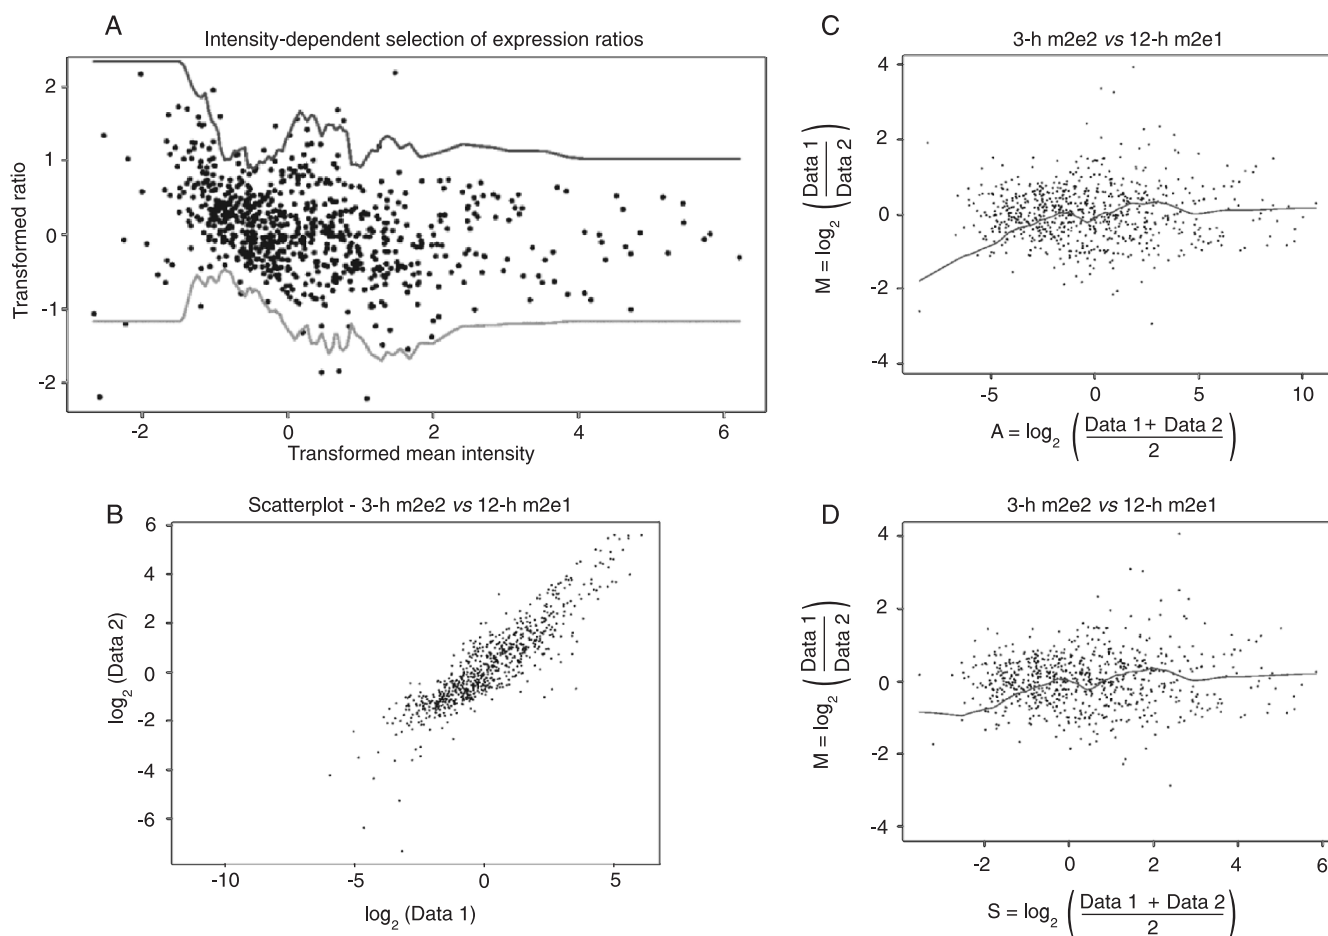 A
Intensity-dependent selection of expression ratios
Transformed ratio
2
1
0
-1
-2
-2 0 2 4 6
Transformed mean intensity
B
Scatterplot - 3-h m2e2 vs 12-h m2e1
log2 (Data 2)
6
4
2
0
-2
-4
-6
-10 -5 0 5
log2 (Data 1)
C
3-h m2e2 vs 12-h m2e1
M = log2 (Data 1 / Data 2)
4
2
0
-2
-4
-5 0 5 10
A = log2 (Data 1 + Data 2 / 2)
D
3-h m2e2 vs 12-h m2e1
M = log2 (Data 1 / Data 2)
4
2
0
-2
-4
-2 0 2 4 6
S = log2 (Data 1 + Data 2 / 2)